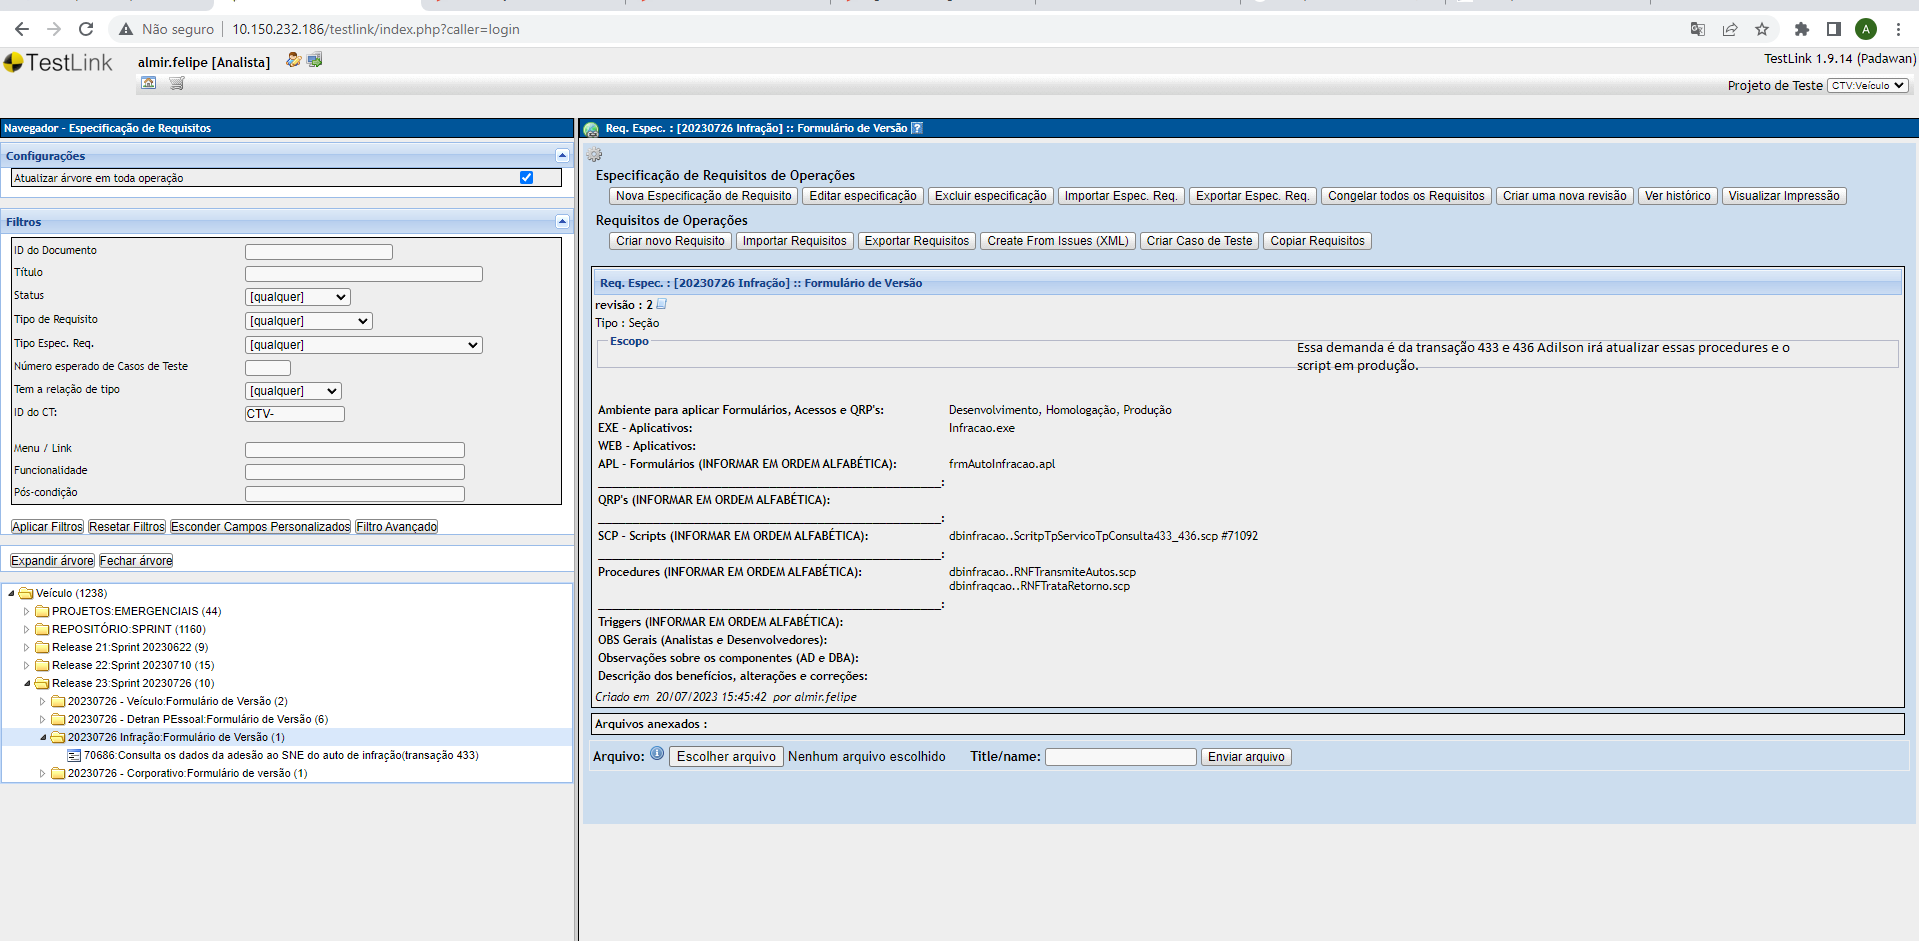 Não seguro | 10.150.232.186/testlink/index.php?caller=login
A
TestLink
almir.felipe [Analista]
TestLink 1.9.14 (Padawan)
Projeto de Teste CTV:Veículo
Navegador - Especificação de Requisitos
Configurações
Atualizar árvore em toda operação
Filtros
ID do Documento
Título
Status [qualquer]
Tipo de Requisito [qualquer]
Tipo Espec. Req. [qualquer]
Número esperado de Casos de Teste
Tem a relação de tipo [qualquer]
ID do CT: CTV-
Menu / Link
Funcionalidade
Pós-condição
Aplicar Filtros Resetar Filtros Esconder Campos Personalizados Filtro Avançado
Expandir árvore Fechar árvore
Veículo (1238)
PROJETOS:EMERGENCIAIS (44)
REPOSITÓRIO:SPRINT (1160)
Release 21:Sprint 20230622 (9)
Release 22:Sprint 20230710 (15)
Release 23:Sprint 20230726 (10)
20230726 - Veículo:Formulário de Versão (2)
20230726 - Detran PEssoal:Formulário de Versão (6)
20230726 Infração:Formulário de Versão (1)
70686:Consulta os dados da adesão ao SNE do auto de infração(transação 433)
20230726 - Corporativo:Formulário de versão (1)
Req. Espec. : [20230726 Infração] :: Formulário de Versão ?
Especificação de Requisitos de Operações
Nova Especificação de Requisito Editar especificação Excluir especificação Importar Espec. Req. Exportar Espec. Req. Congelar todos os Requisitos Criar uma nova revisão Ver histórico Visualizar Impressão
Requisitos de Operações
Criar novo Requisito Importar Requisitos Exportar Requisitos Create From Issues (XML) Criar Caso de Teste Copiar Requisitos
Req. Espec. : [20230726 Infração] :: Formulário de Versão
revisão : 2
Tipo : Seção
Escopo
Essa demanda é da transação 433 e 436 Adilson irá atualizar essas procedures e o
script em produção.
Ambiente para aplicar Formulários, Acessos e QRP's: Desenvolvimento, Homologação, Produção
EXE - Aplicativos: Infracao.exe
WEB - Aplicativos:
APL - Formulários (INFORMAR EM ORDEM ALFABÉTICA): frmAutoInfracao.apl
________________________________________________:
QRP's (INFORMAR EM ORDEM ALFABÉTICA):
________________________________________________:
SCP - Scripts (INFORMAR EM ORDEM ALFABÉTICA): dbinfracao..ScritpTpServicoTpConsulta433_436.scp #71092
________________________________________________:
Procedures (INFORMAR EM ORDEM ALFABÉTICA): dbinfracao..RNFTransmiteAutos.scp
dbinfraqcao..RNFTrataRetorno.scp
________________________________________________:
Triggers (INFORMAR EM ORDEM ALFABÉTICA):
OBS Gerais (Analistas e Desenvolvedores):
Observações sobre os componentes (AD e DBA):
Descrição dos benefícios, alterações e correções:
Criado em 20/07/2023 15:45:42 por almir.felipe
Arquivos anexados :
Arquivo: Escolher arquivo Nenhum arquivo escolhido Title/name: Enviar arquivo